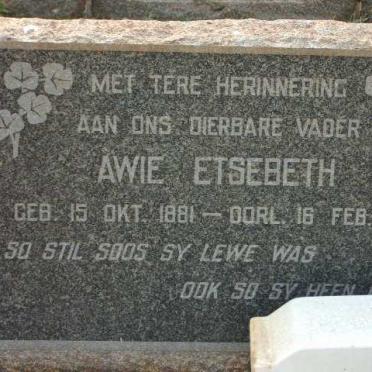 MET TERE HERINNERING
AAN ONS DIERBARE VADER
AWIE ETSEBETH
GEB. 15 OKT. 1881 — OORL. 16 FEB.
SO STIL SOOS SY LEWE WAS
OOK SO SY HEEN